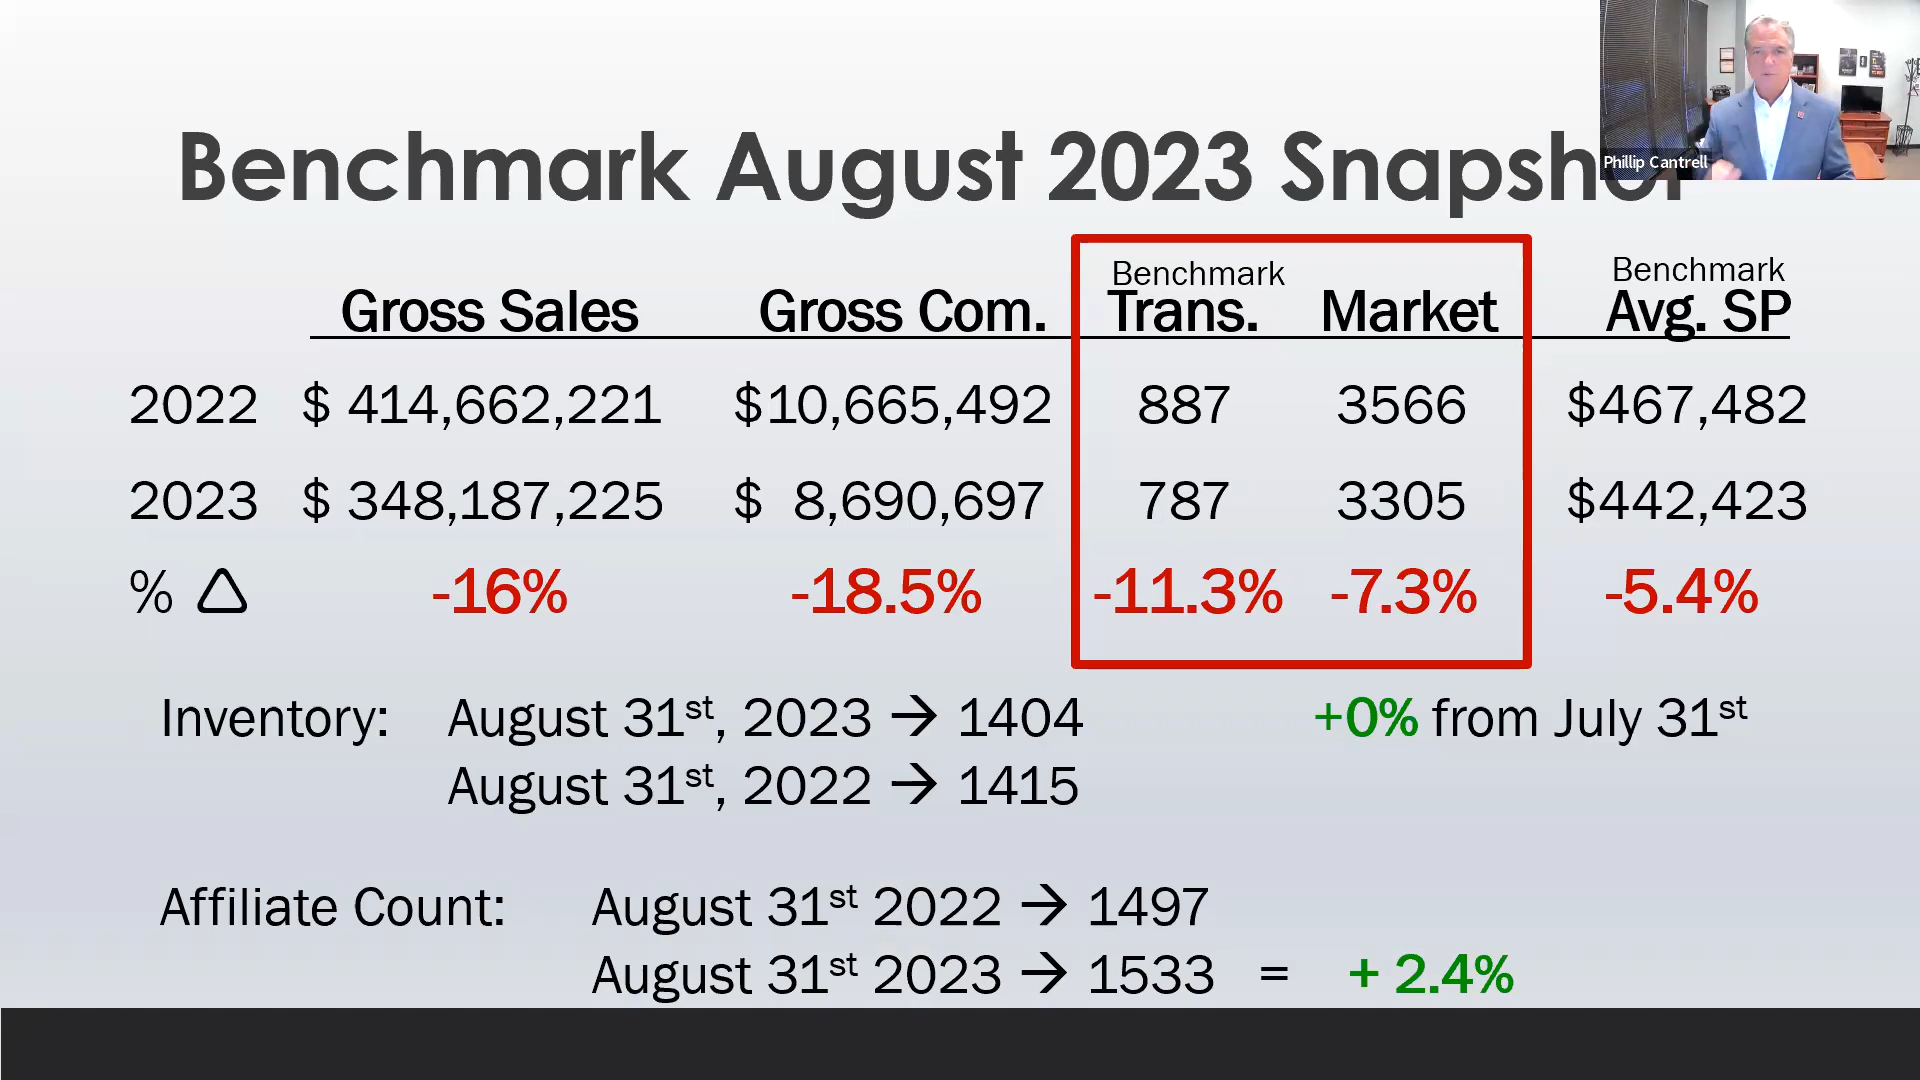 Phillip Cantrell
Benchmark August 2023 Snapshot
Benchmark Benchmark
Gross Sales Gross Com. Trans. Market Avg. SP
2022 $ 414,662,221 $10,665,492 887 3566 $467,482
2023 $ 348,187,225 $ 8,690,697 787 3305 $442,423
% △ -16% -18.5% -11.3% -7.3% -5.4%
Inventory: August 31st, 2023 → 1404 +0% from July 31st
August 31st, 2022 → 1415
Affiliate Count: August 31st 2022 → 1497
August 31st 2023 → 1533 = + 2.4%